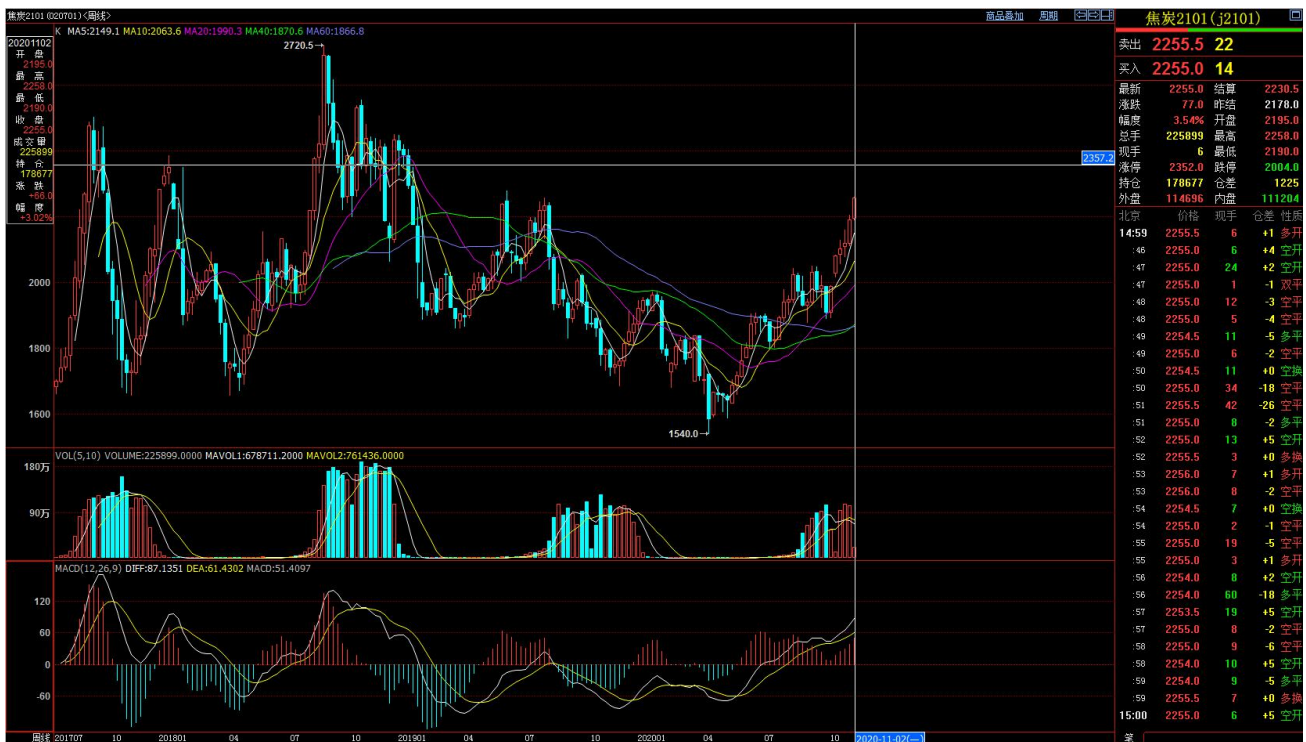 焦炭2101 (020701)<周线>
商品叠加 周期
K MA5:2149.1 MA10:2063.6 MA20:1990.3 MA40:1870.6 MA60:1866.8
20201102
开 盘
2195.0
最 高
2258.0
最 低
2190.0
收 盘
2255.0
成交量
225899
持 仓
178677
涨 跌
+66.0
幅 度
+3.02%
2720.5
2357.2
2000
1800
1600
1540.0
VOL(5,10) VOLUME:225899.0000 MAVOL1:678711.2000 MAVOL2:761436.0000
180万
90万
MACD(12,26,9) DIFF:87.1351 DEA:61.4302 MACD:51.4097
120
60
0
-60
周线 201707 10 201801 04 07 10 201901 04 07 10 202001 04 07 10 2020-11-02(一)
焦炭2101(j2101)
卖出 2255.5 22
买入 2255.0 14
最新 2255.0 结算 2230.5
涨跌 77.0 昨结 2178.0
幅度 3.54% 开盘 2195.0
总手 225899 最高 2258.0
现手 6 最低 2190.0
涨停 2352.0 跌停 2004.0
持仓 178677 仓差 1225
外盘 114696 内盘 111204
北京 价格 现手 仓差 性质
14:59 2255.5 6 +1 多开
:46 2255.0 6 +4 空开
:47 2255.0 24 +2 空开
:47 2255.0 1 -1 双平
:48 2255.0 12 -3 空平
:48 2255.0 5 -4 空平
:49 2254.5 11 -5 多平
:49 2255.0 6 -2 空平
:50 2254.5 11 +0 空换
:50 2255.0 34 -18 空平
:51 2255.5 42 -26 空平
:51 2255.0 8 -2 多平
:52 2255.0 13 +5 空开
:52 2255.5 3 +0 多换
:53 2256.0 7 +1 多开
:53 2256.0 8 -2 空平
:54 2254.5 7 +0 空换
:54 2255.0 2 -1 空平
:55 2255.0 19 -5 空平
:55 2255.0 3 +1 多开
:56 2254.0 8 +2 空开
:56 2254.0 60 -18 多平
:57 2253.5 19 +5 空开
:57 2255.0 8 -2 空平
:58 2255.0 9 -6 空平
:58 2254.0 10 +5 空开
:59 2254.0 9 -5 多平
:59 2255.5 7 +0 多换
15:00 2255.0 6 +5 空开
笔